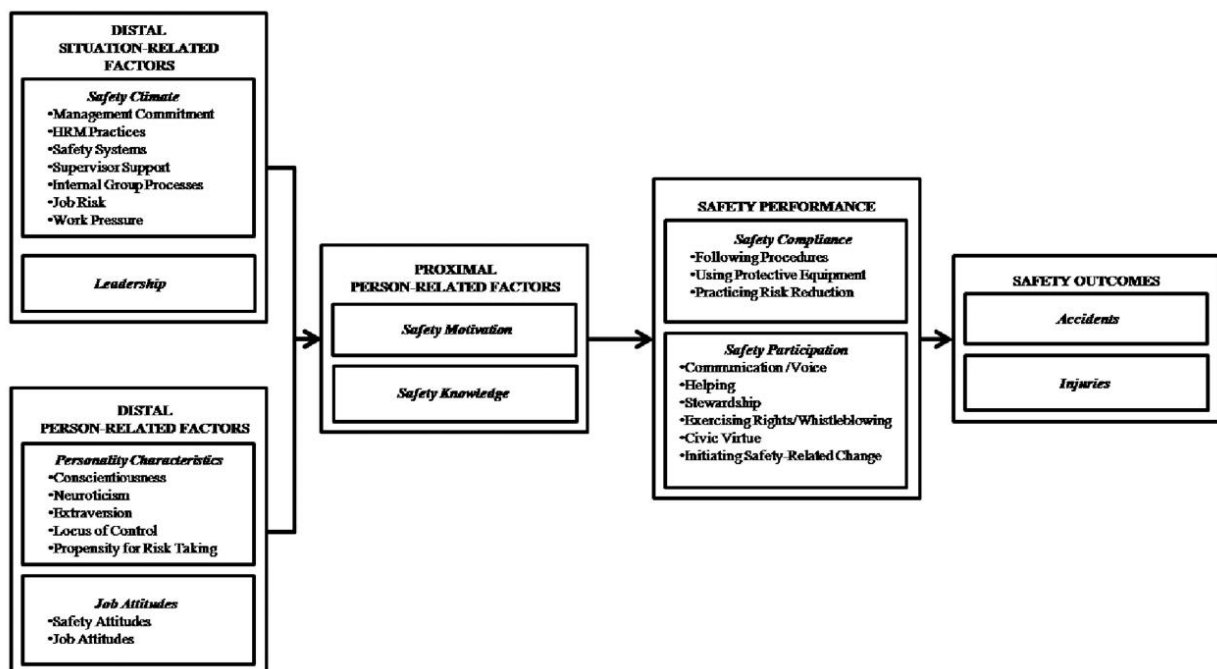 DISTAL
SITUATION-RELATED
FACTORS
Safety Climate
•Management Commitment
•HRM Practices
•Safety Systems
•Supervisor Support
•Internal Group Processes
•Job Risk
•Work Pressure
Leadership
DISTAL
PERSON-RELATED FACTORS
Personality Characteristics
•Conscientiousness
•Neuroticism
•Extraversion
•Locus of Control
•Propensity for Risk Taking
Job Attitudes
•Safety Attitudes
•Job Attitudes
PROXIMAL
PERSON-RELATED FACTORS
Safety Motivation
Safety Knowledge
SAFETY PERFORMANCE
Safety Compliance
•Following Procedures
•Using Protective Equipment
•Practicing Risk Reduction
Safety Participation
•Communication /Voice
•Helping
•Stewardship
•Exercising Rights/Whistleblowing
•Civic Virtue
•Initiating Safety-Related Change
SAFETY OUTCOMES
Accidents
Injuries